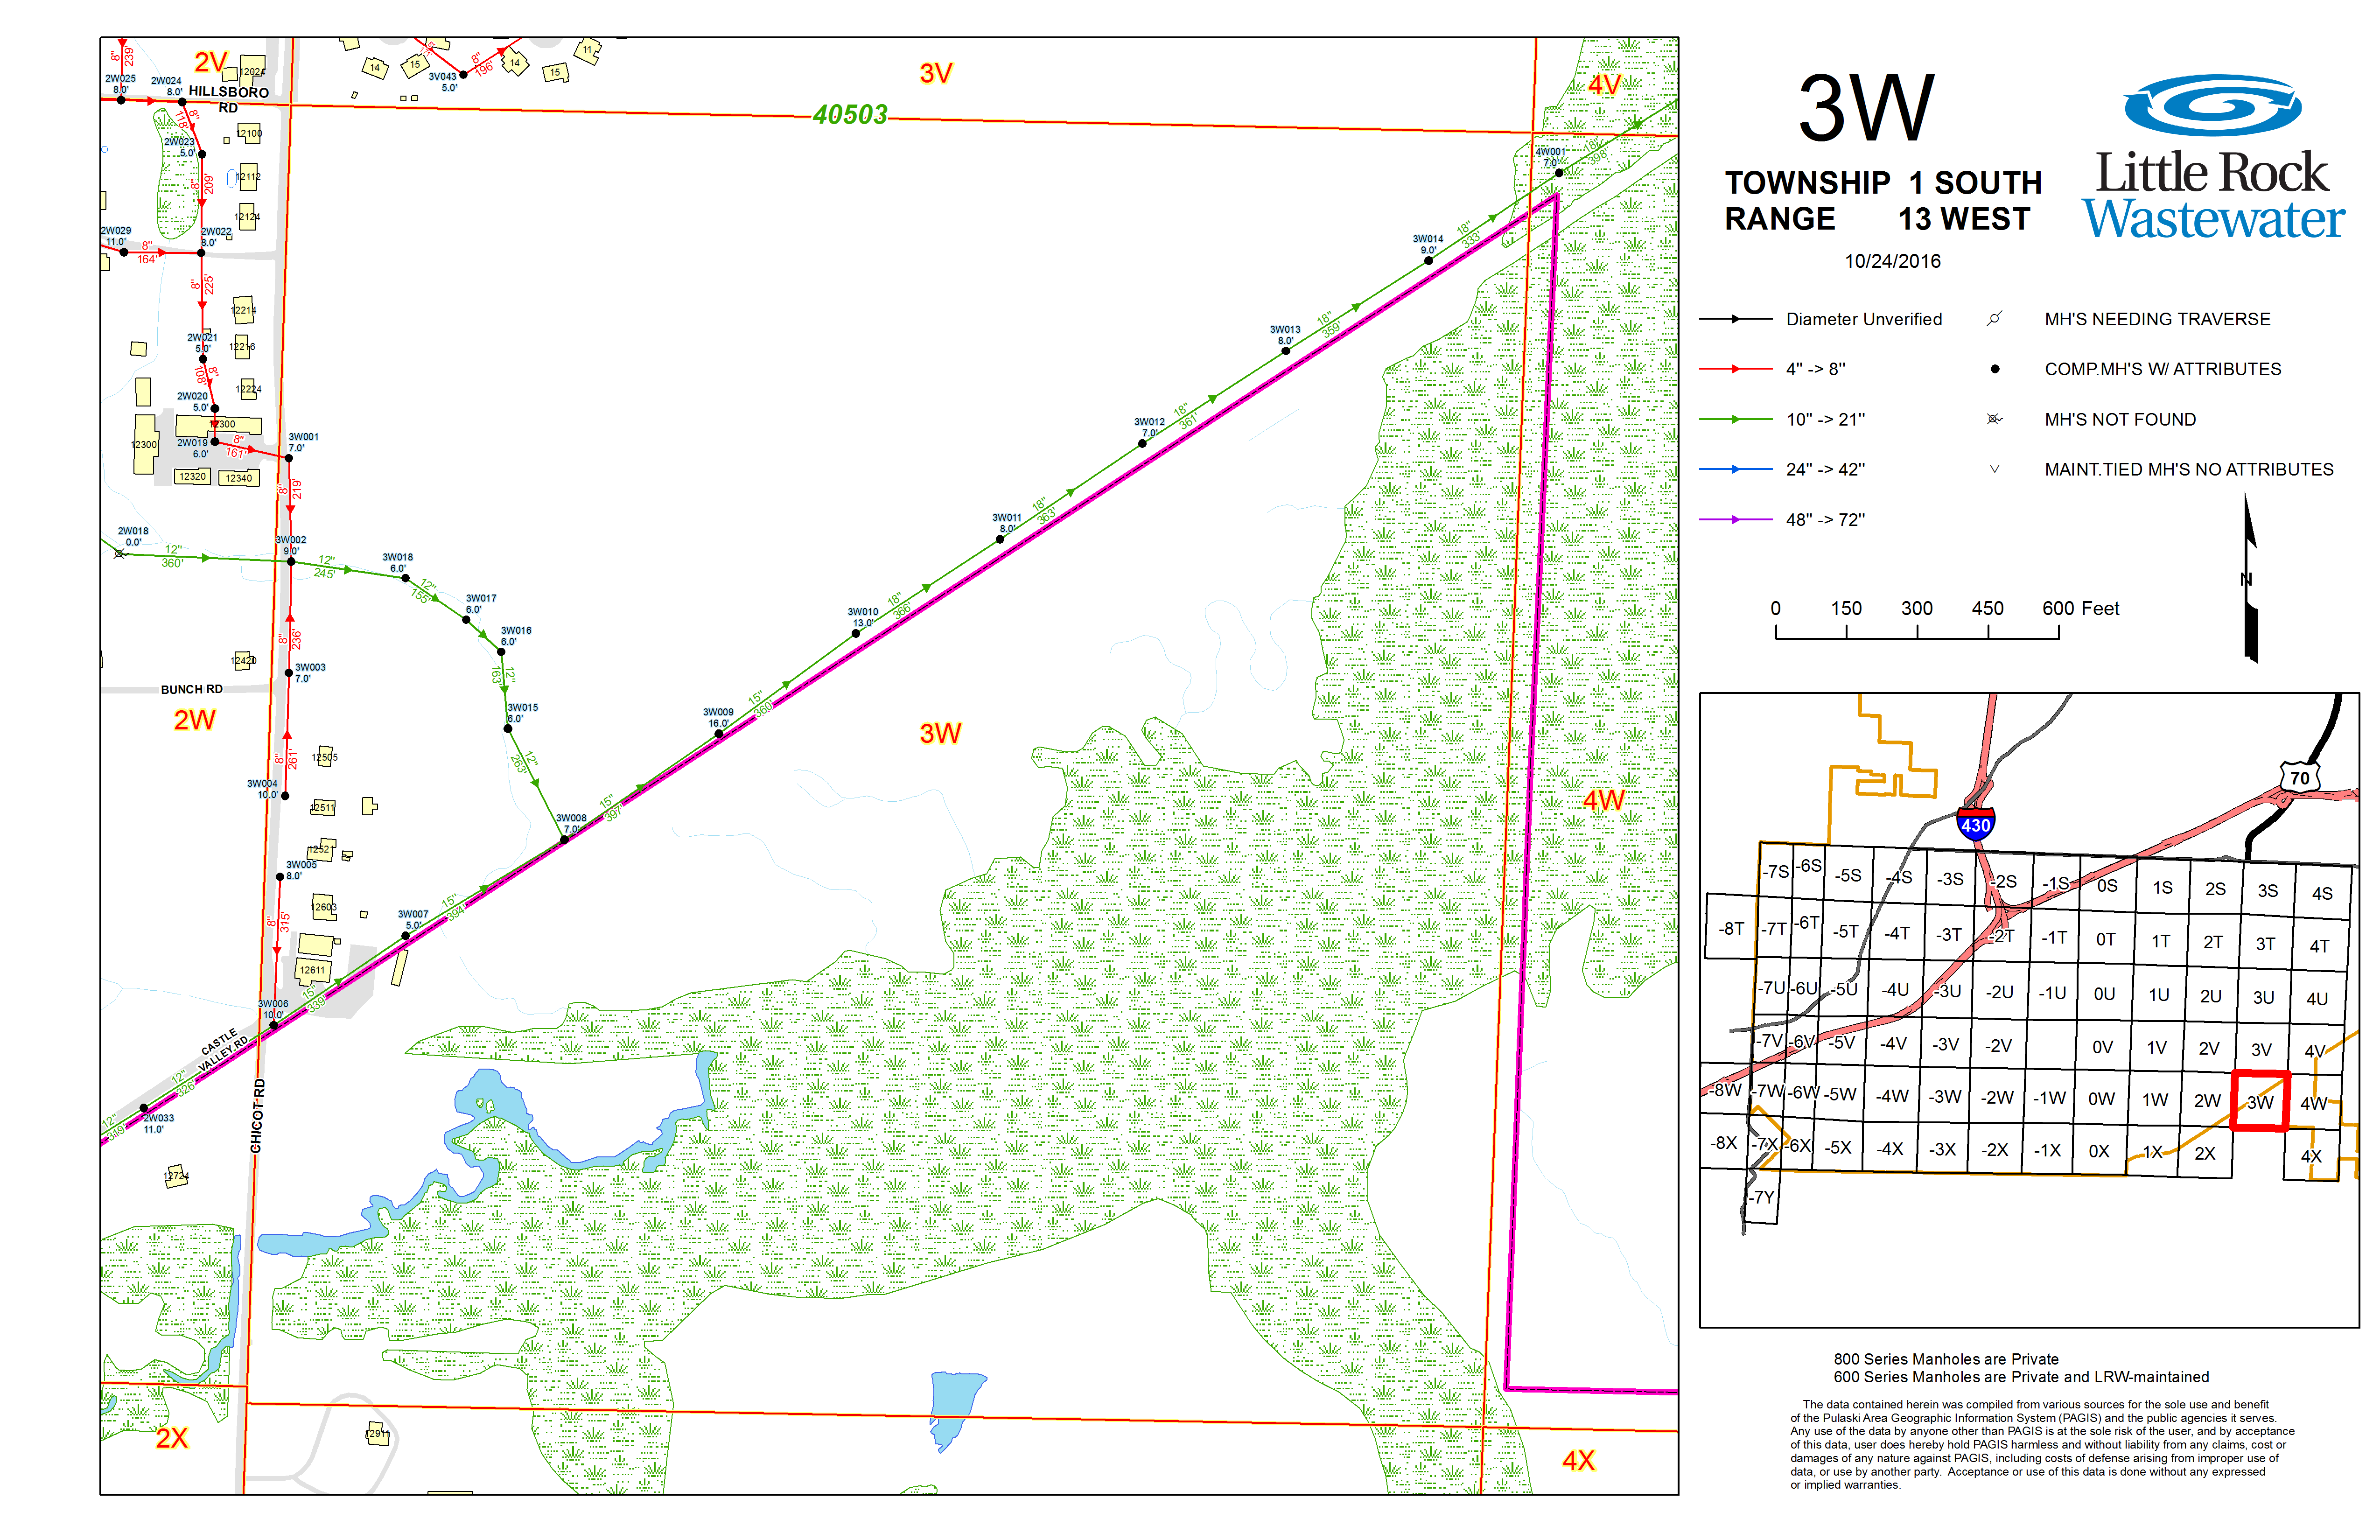 3W
TOWNSHIP 1 SOUTH
RANGE 13 WEST
10/24/2016
Little Rock
Wastewater
Diameter Unverified
4" -> 8"
10" -> 21"
24" -> 42"
48" -> 72"
MH'S NEEDING TRAVERSE
COMP.MH'S W/ ATTRIBUTES
MH'S NOT FOUND
MAINT.TIED MH'S NO ATTRIBUTES
N
0 150 300 450 600 Feet
2V
3V
4V
40503
HILLSBORO
RD
2W025
8.0'
8"
239'
2W024
8.0'
8"
118'
2W023
5.0'
8"
209'
2W029
11.0'
8"
164'
2W022
8.0'
8"
225'
2W021
5.0'
8"
108'
2W020
5.0'
2W019
6.0'
8"
161'
3W001
7.0'
8"
219'
2W018
0.0'
12"
360'
3W002
9.0'
12"
245'
3W018
6.0'
12"
155'
3W017
6.0'
3W016
6.0'
12"
163'
3W015
6.0'
12"
263'
8"
236'
3W003
7.0'
8"
261'
3W004
10.0'
3W005
8.0'
8"
315'
3W006
10.0'
15"
339'
3W007
5.0'
15"
394'
3W008
7.0'
15"
397'
3W009
16.0'
15"
360'
3W010
13.0'
18"
366'
3W011
8.0'
18"
363'
3W012
7.0'
18"
361'
3W013
8.0'
18"
359'
3W014
9.0'
18"
333'
4W001
7.0'
18"
398'
3V043
5.0'
8"
196'
14
15
14
15
11
12024
12100
12112
12124
12214
12216
12224
12300
12300
12320
12340
12420
BUNCH RD
2W
3W
4W
12505
12511
12521
12603
12611
CASTLE
VALLEY RD
CHICOT RD
12"
326'
2W033
11.0'
12"
319'
12724
2X
12911
4X
430
70
-7S -6S -5S -4S -3S -2S -1S 0S 1S 2S 3S 4S
-8T -7T -6T -5T -4T -3T -2T -1T 0T 1T 2T 3T 4T
-7U -6U -5U -4U -3U -2U -1U 0U 1U 2U 3U 4U
-7V -6V -5V -4V -3V -2V 0V 1V 2V 3V 4V
-8W -7W -6W -5W -4W -3W -2W -1W 0W 1W 2W 3W 4W
-8X -7X -6X -5X -4X -3X -2X -1X 0X 1X 2X 4X
-7Y
800 Series Manholes are Private
600 Series Manholes are Private and LRW-maintained
The data contained herein was compiled from various sources for the sole use and benefit
of the Pulaski Area Geographic Information System (PAGIS) and the public agencies it serves.
Any use of the data by anyone other than PAGIS is at the sole risk of the user, and by acceptance
of this data, user does hereby hold PAGIS harmless and without liability from any claims, cost or
damages of any nature against PAGIS, including costs of defense arising from improper use of
data, or use by another party. Acceptance or use of this data is done without any expressed
or implied warranties.